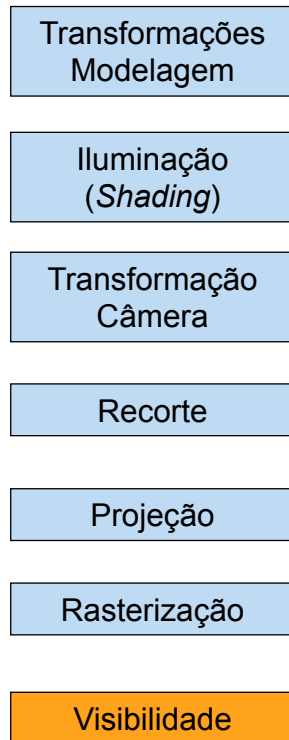 Transformações
Modelagem
Iluminação
(Shading)
Transformação
Câmera
Recorte
Projeção
Rasterização
Visibilidade